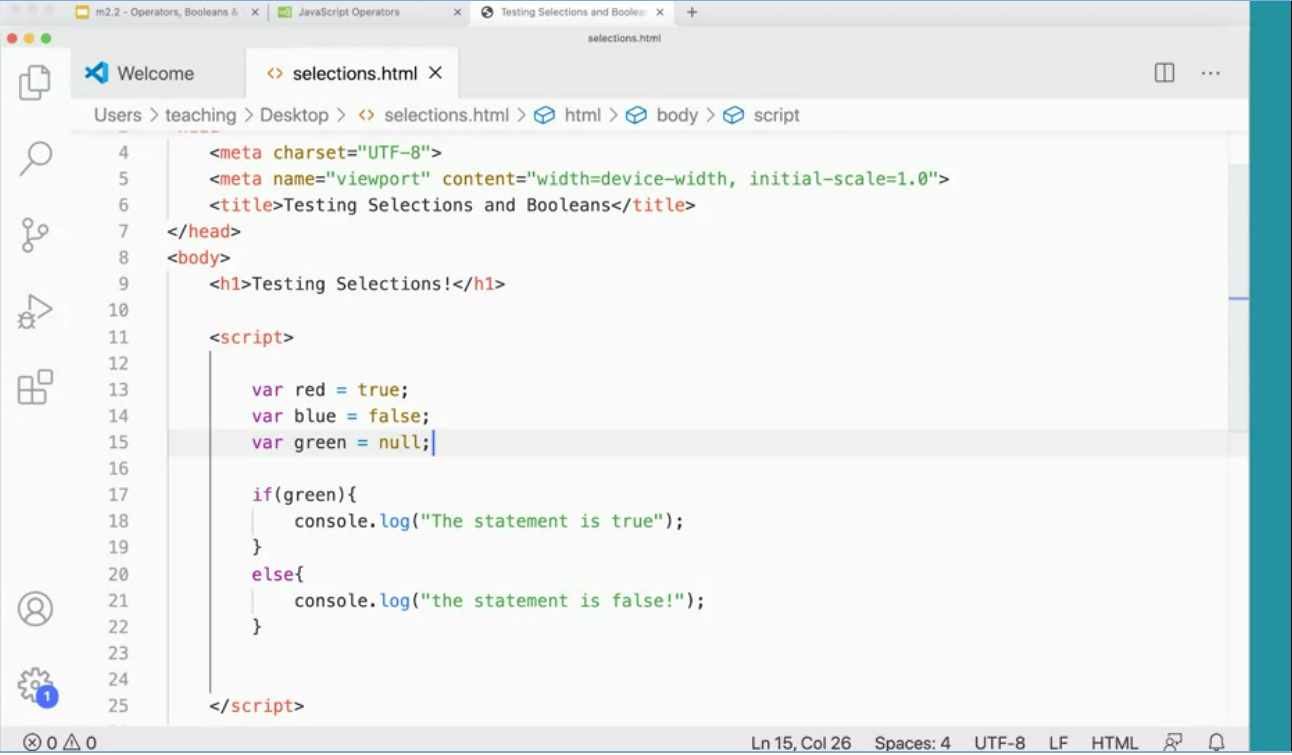 m2.2 - Operators, Booleans &
JavaScript Operators
Testing Selections and Boolea
selections.html
Welcome
selections.html
Users > teaching > Desktop > <> selections.html > html > body > script
4 <meta charset="UTF-8">
5 <meta name="viewport" content="width=device-width, initial-scale=1.0">
6 <title>Testing Selections and Booleans</title>
7 </head>
8 <body>
9 <h1>Testing Selections!</h1>
10
11 <script>
12
13 var red = true;
14 var blue = false;
15 var green = null;
16
17 if(green){
18 console.log("The statement is true");
19 }
20 else{
21 console.log("the statement is false!");
22 }
23
24
25 </script>
1
0 0 Ln 15, Col 26 Spaces: 4 UTF-8 LF HTML